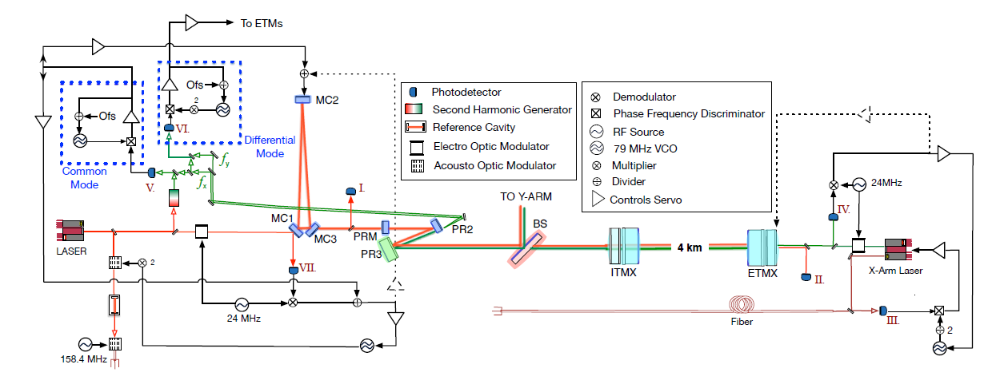 To ETMs
Ofs
2
VI.
Differential
Mode
Ofs
Common
Mode
V.
fy
fx
MC2
I.
MC1
MC3
PRM
PR2
PR3
LASER
2
VII.
24 MHz
158.4 MHz
Photodetector
Second Harmonic Generator
Reference Cavity
Electro Optic Modulator
Acousto Optic Modulator
Demodulator
Phase Frequency Discriminator
RF Source
79 MHz VCO
Multiplier
Divider
Controls Servo
TO Y-ARM
BS
ITMX
4 km
ETMX
II.
24MHz
IV.
X-Arm Laser
Fiber
III.
2